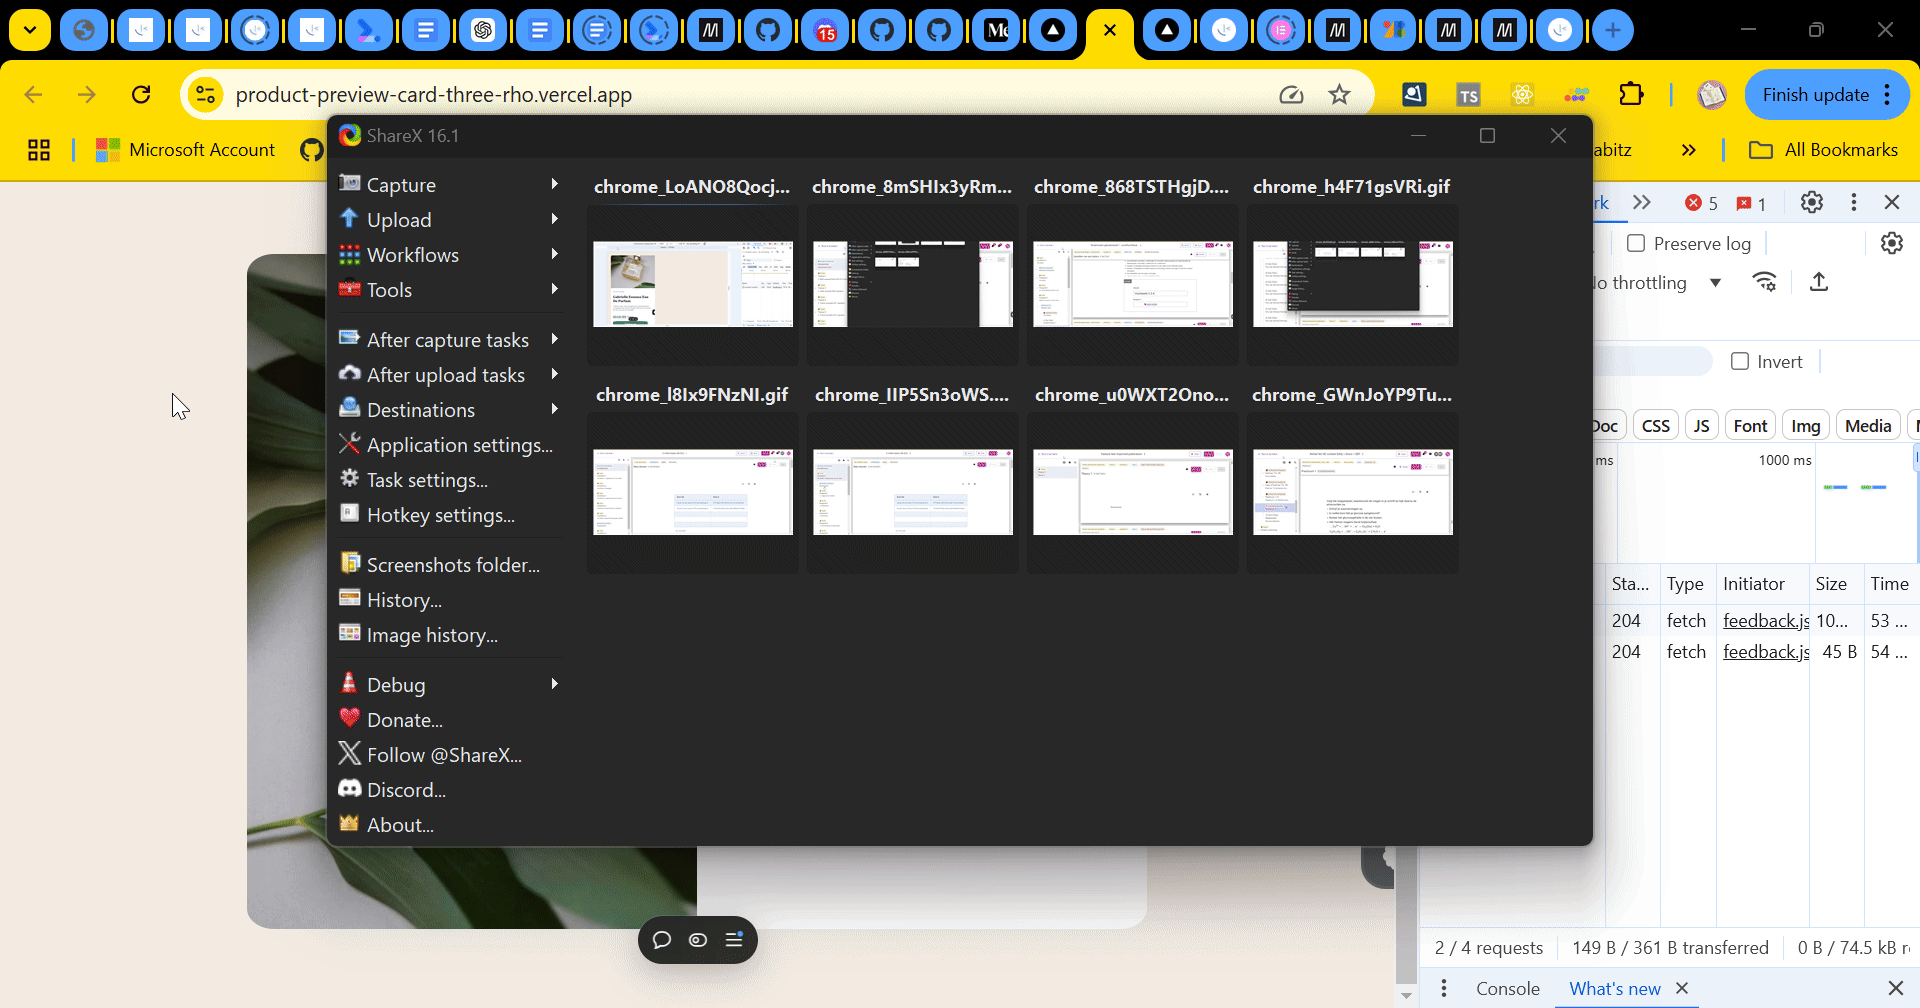 15
product-preview-card-three-rho.vercel.app
TS
Finish update
Microsoft Account
abitz
All Bookmarks
ShareX 16.1
Capture
Upload
Workflows
Tools
After capture tasks
After upload tasks
Destinations
Application settings...
Task settings...
Hotkey settings...
Screenshots folder...
History...
Image history...
Debug
Donate...
Follow @ShareX...
Discord...
About...
chrome_LoANO8Qocj...
chrome_8mSHIx3yRm...
chrome_868TSTHgjD....
chrome_h4F71gsVRi.gif
chrome_l8Ix9FNzNI.gif
chrome_IIP5Sn3oWS....
chrome_u0WXT2Ono...
chrome_GWnJoYP9Tu...
rk
5
1
Preserve log
No throttling
Invert
Doc
CSS
JS
Font
Img
Media
ms
1000 ms
Sta...
Type
Initiator
Size
Time
204
fetch
feedback.js
10...
53 ...
204
fetch
feedback.js
45 B
54 ...
2 / 4 requests
149 B / 361 B transferred
0 B / 74.5 kB r
Console
What's new